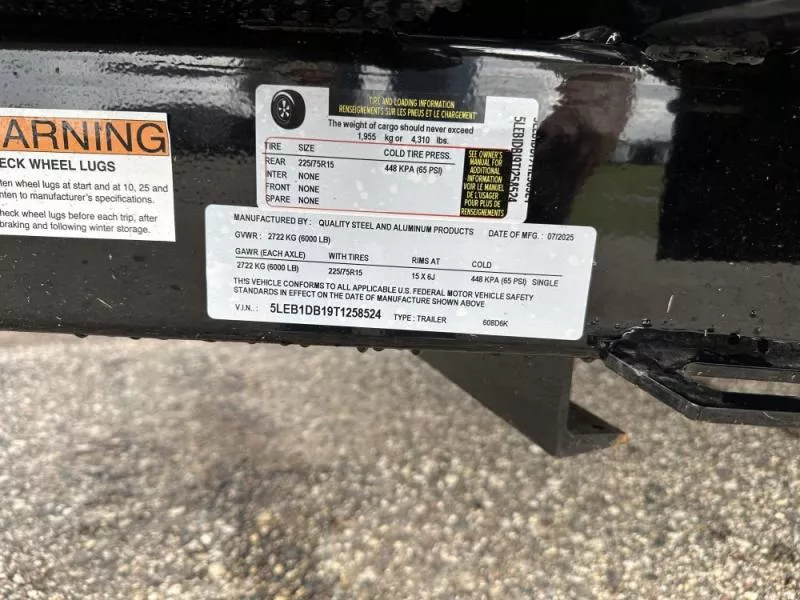 ARNING
ECK WHEEL LUGS
wheel lugs at start and at 10, 25 and
to manufacturer's specifications.
heck wheel lugs before each trip, after
braking and following winter storage.
TIRE AND LOADING INFORMATION
RENSEIGNEMENTS SUR LES PNEUS ET LE CHARGEMENT
The weight of cargo should never exceed
1,955 kg or 4,310 lbs.
TIRE SIZE COLD TIRE PRESS.
REAR 225/75R15 448 KPA (65 PSI)
INTER NONE
FRONT NONE
SPARE NONE
SEE OWNER'S
MANUAL FOR
ADDITIONAL
INFORMATION
VOIR LE MANUEL
DE L'USAGER
POUR PLUS DE
RENSEIGNEMENTS
5LEB1DB19T1258524
MANUFACTURED BY: QUALITY STEEL AND ALUMINUM PRODUCTS DATE OF MFG.: 07/2025
GVWR: 2722 KG (6000 LB)
GAWR (EACH AXLE) WITH TIRES RIMS AT COLD
2722 KG (6000 LB) 225/75R15 15 X 6J 448 KPA (65 PSI) SINGLE
THIS VEHICLE CONFORMS TO ALL APPLICABLE U.S. FEDERAL MOTOR VEHICLE SAFETY
STANDARDS IN EFFECT ON THE DATE OF MANUFACTURE SHOWN ABOVE
V.I.N.: 5LEB1DB19T1258524 TYPE: TRAILER 608D6K